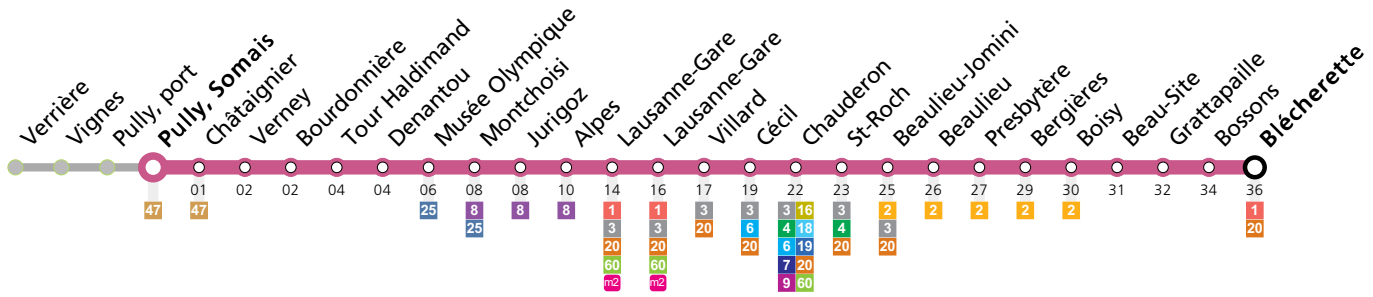 Verrière
Vignes
Pully, port
Pully, Somais
Châtaignier
Verney
Bourdonnière
Tour Haldimand
Denantou
Musée Olympique
Montchoisi
Jurigoz
Alpes
Lausanne-Gare
Lausanne-Gare
Villard
Cécil
Chauderon
St-Roch
Beaulieu-Jomini
Beaulieu
Presbytère
Bergières
Boisy
Beau-Site
Grattapaille
Bossons
Blécherette
01 02 02 04 04 06 08 08 10 14 16 17 19 22 23 25 26 27 29 30 31 32 34 36
47 47 25 8 8 8 1 1 3 3 3 16 3 2 2 2 2 2 1
25 3 3 20 6 4 18 4 3 20
20 20 20 6 19 20 20
60 60 7 20
m2 m2 9 60